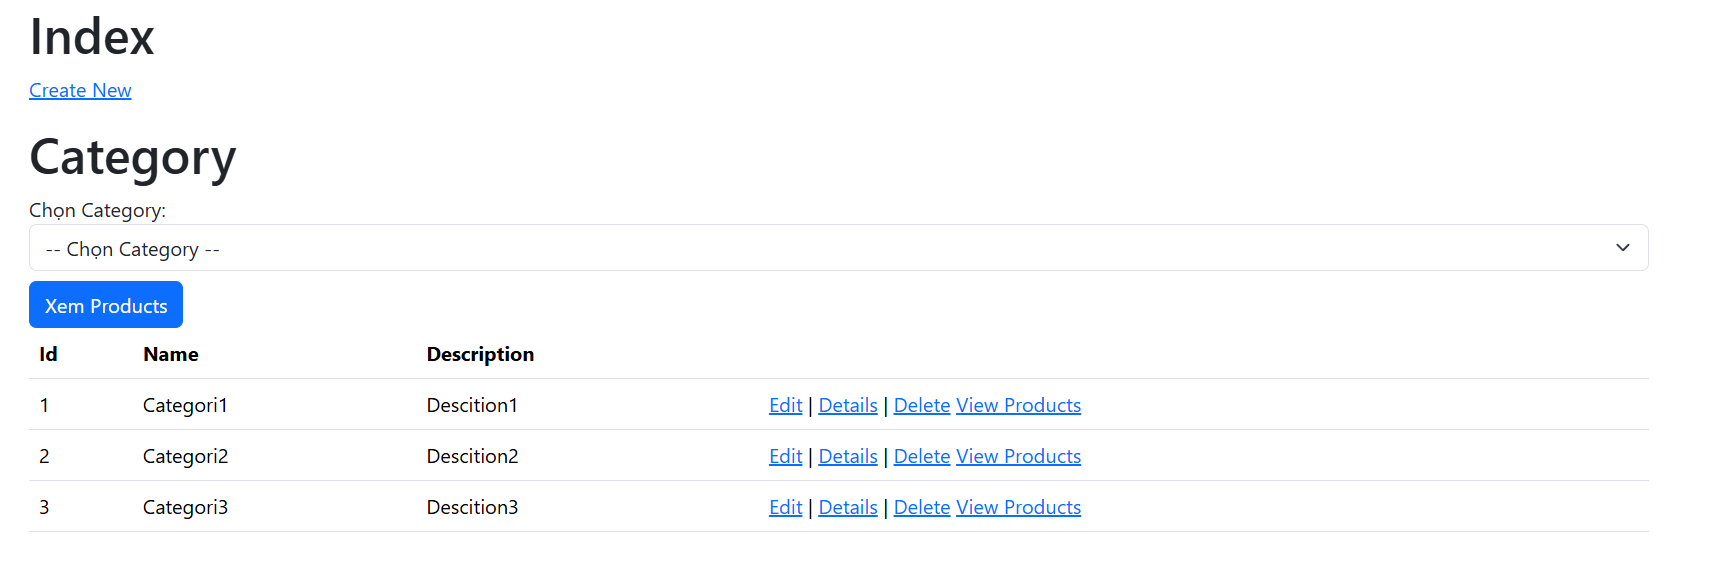 Index
Create New
Category
Chọn Category:
-- Chọn Category --
Xem Products
Id Name Description
1 Categori1 Descition1 Edit | Details | Delete View Products
2 Categori2 Descition2 Edit | Details | Delete View Products
3 Categori3 Descition3 Edit | Details | Delete View Products